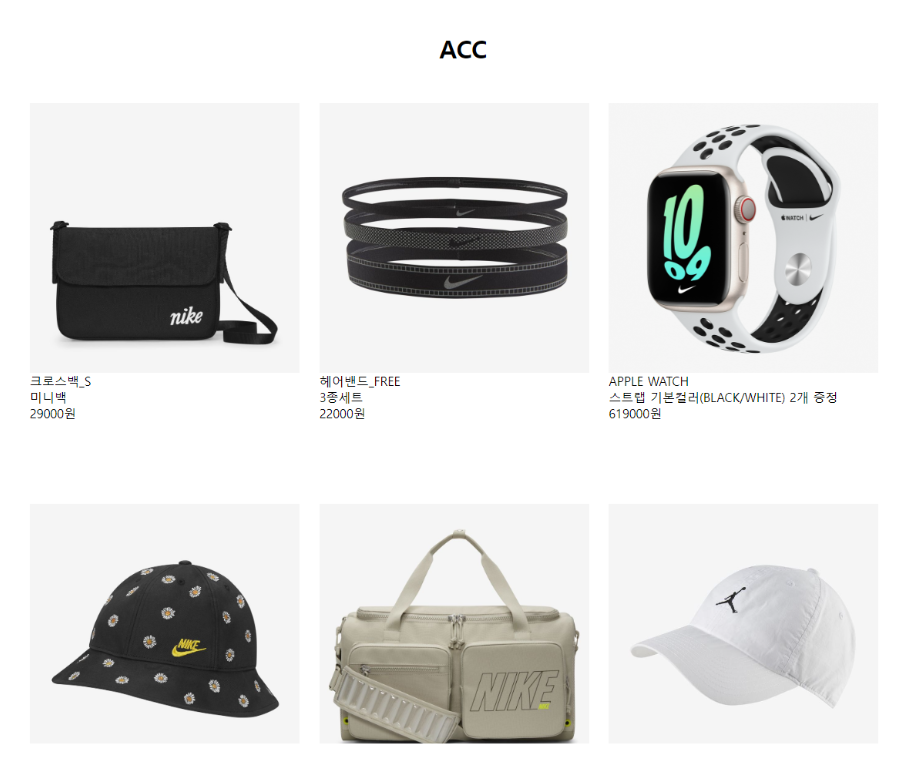 ACC
nike
10
09
WATCH
크로스백_S
미니백
29000원
헤어밴드_FREE
3종세트
22000원
APPLE WATCH
스트랩 기본컬러(BLACK/WHITE) 2개 증정
619000원
NIKE
NIKE